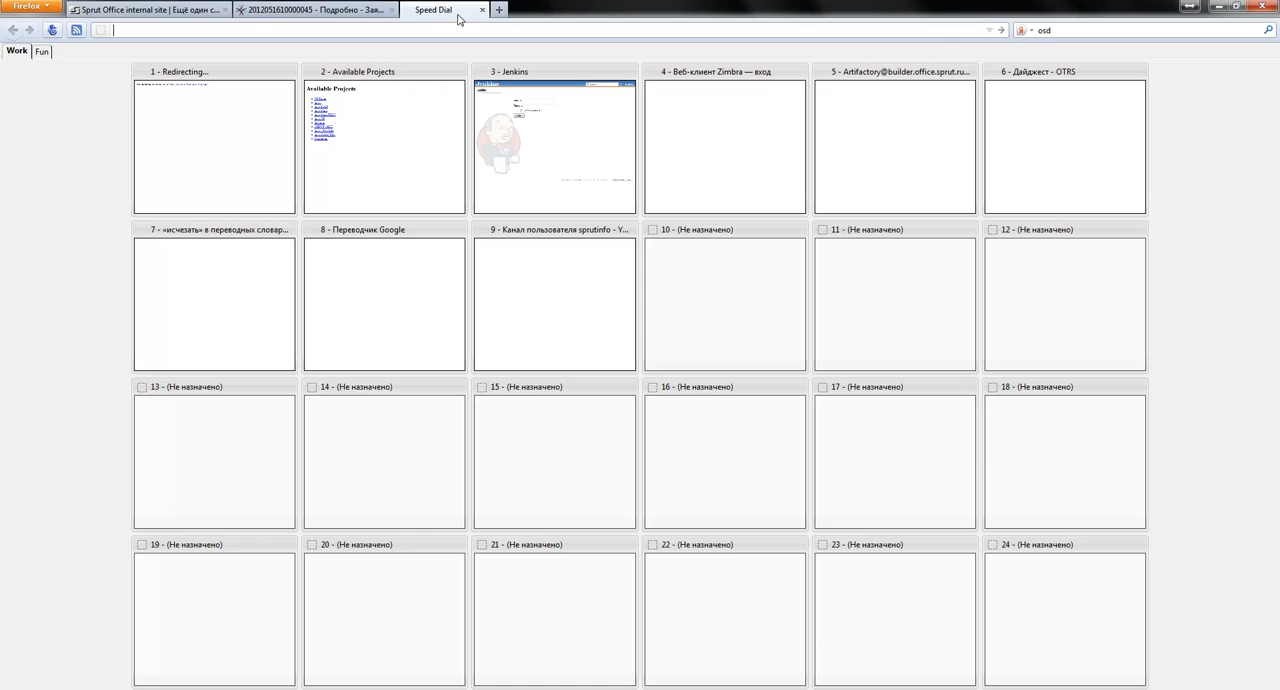 Firefox
Sprut Office internal site | Ещё один с...
2012051610000045 - Подробно - Зая...
Speed Dial
osd
Work
Fun
1 - Redirecting...
2 - Available Projects
3 - Jenkins
4 - Веб-клиент Zimbra — вход
5 - Artifactory@builder.office.sprut.ru...
6 - Дайджест - OTRS
Available Projects
Jenkins
7 - «исчезать» в переводных словар...
8 - Переводчик Google
9 - Канал пользователя sprutinfo - Y...
10 - (Не назначено)
11 - (Не назначено)
12 - (Не назначено)
13 - (Не назначено)
14 - (Не назначено)
15 - (Не назначено)
16 - (Не назначено)
17 - (Не назначено)
18 - (Не назначено)
19 - (Не назначено)
20 - (Не назначено)
21 - (Не назначено)
22 - (Не назначено)
23 - (Не назначено)
24 - (Не назначено)